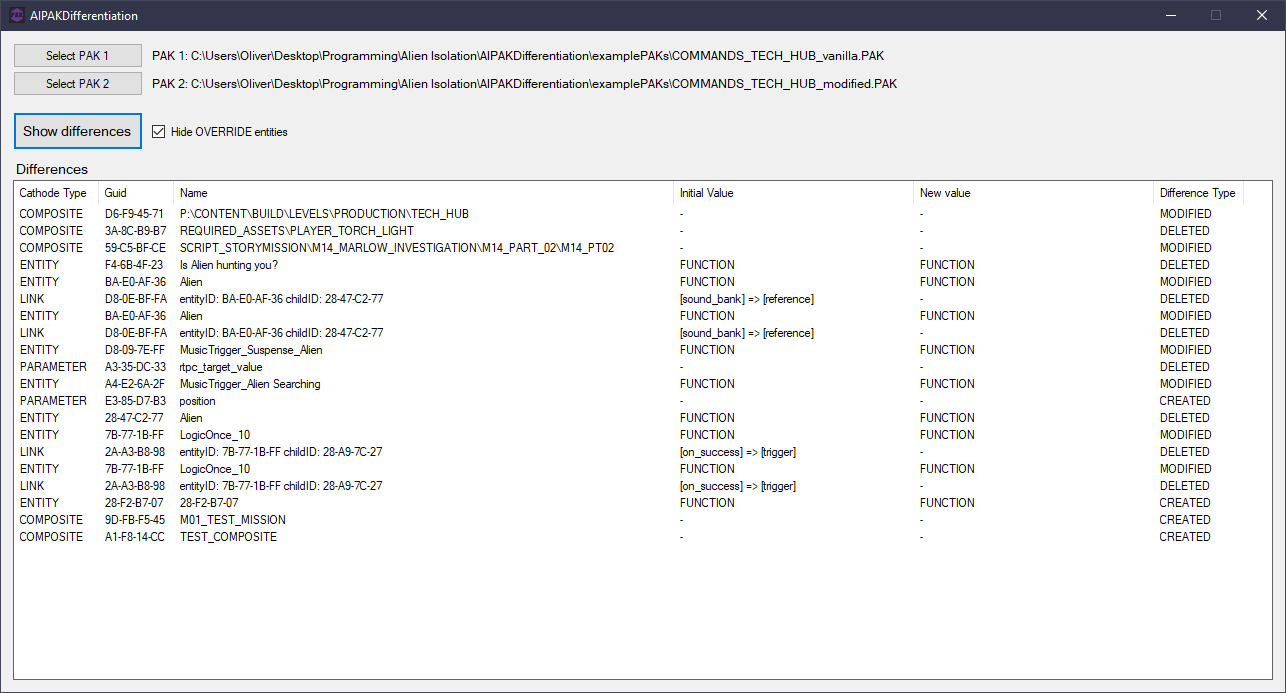 AIPAKDifferentiation
Select PAK 1 PAK 1: C:\Users\Oliver\Desktop\Programming\Alien Isolation\AIPAKDifferentiation\examplePAKs\COMMANDS_TECH_HUB_vanilla.PAK
Select PAK 2 PAK 2: C:\Users\Oliver\Desktop\Programming\Alien Isolation\AIPAKDifferentiation\examplePAKs\COMMANDS_TECH_HUB_modified.PAK
Show differences Hide OVERRIDE entities
Differences
Cathode Type Guid Name Initial Value New value Difference Type
COMPOSITE D6-F9-45-71 P:\CONTENT\BUILD\LEVELS\PRODUCTION\TECH_HUB - - MODIFIED
COMPOSITE 3A-8C-B9-B7 REQUIRED_ASSETS\PLAYER_TORCH_LIGHT - - DELETED
COMPOSITE 59-C5-BF-CE SCRIPT_STORYMISSION\M14_MARLOW_INVESTIGATION\M14_PART_02\M14_PT02 - - MODIFIED
ENTITY F4-6B-4F-23 Is Alien hunting you? FUNCTION FUNCTION DELETED
ENTITY BA-E0-AF-36 Alien FUNCTION FUNCTION MODIFIED
LINK D8-0E-BF-FA entityID: BA-E0-AF-36 childID: 28-47-C2-77 [sound_bank] => [reference] - DELETED
ENTITY BA-E0-AF-36 Alien FUNCTION FUNCTION MODIFIED
LINK D8-0E-BF-FA entityID: BA-E0-AF-36 childID: 28-47-C2-77 [sound_bank] => [reference] - DELETED
ENTITY D8-09-7E-FF MusicTrigger_Suspense_Alien FUNCTION FUNCTION MODIFIED
PARAMETER A3-35-DC-33 rtpc_target_value - - DELETED
ENTITY A4-E2-6A-2F MusicTrigger_Alien Searching FUNCTION FUNCTION MODIFIED
PARAMETER E3-85-D7-B3 position - - CREATED
ENTITY 28-47-C2-77 Alien FUNCTION FUNCTION DELETED
ENTITY 7B-77-1B-FF LogicOnce_10 FUNCTION FUNCTION MODIFIED
LINK 2A-A3-B8-98 entityID: 7B-77-1B-FF childID: 28-A9-7C-27 [on_success] => [trigger] - DELETED
ENTITY 7B-77-1B-FF LogicOnce_10 FUNCTION FUNCTION MODIFIED
LINK 2A-A3-B8-98 entityID: 7B-77-1B-FF childID: 28-A9-7C-27 [on_success] => [trigger] - DELETED
ENTITY 28-F2-B7-07 28-F2-B7-07 FUNCTION FUNCTION CREATED
COMPOSITE 9D-FB-F5-45 M01_TEST_MISSION - - CREATED
COMPOSITE A1-F8-14-CC TEST_COMPOSITE - - CREATED